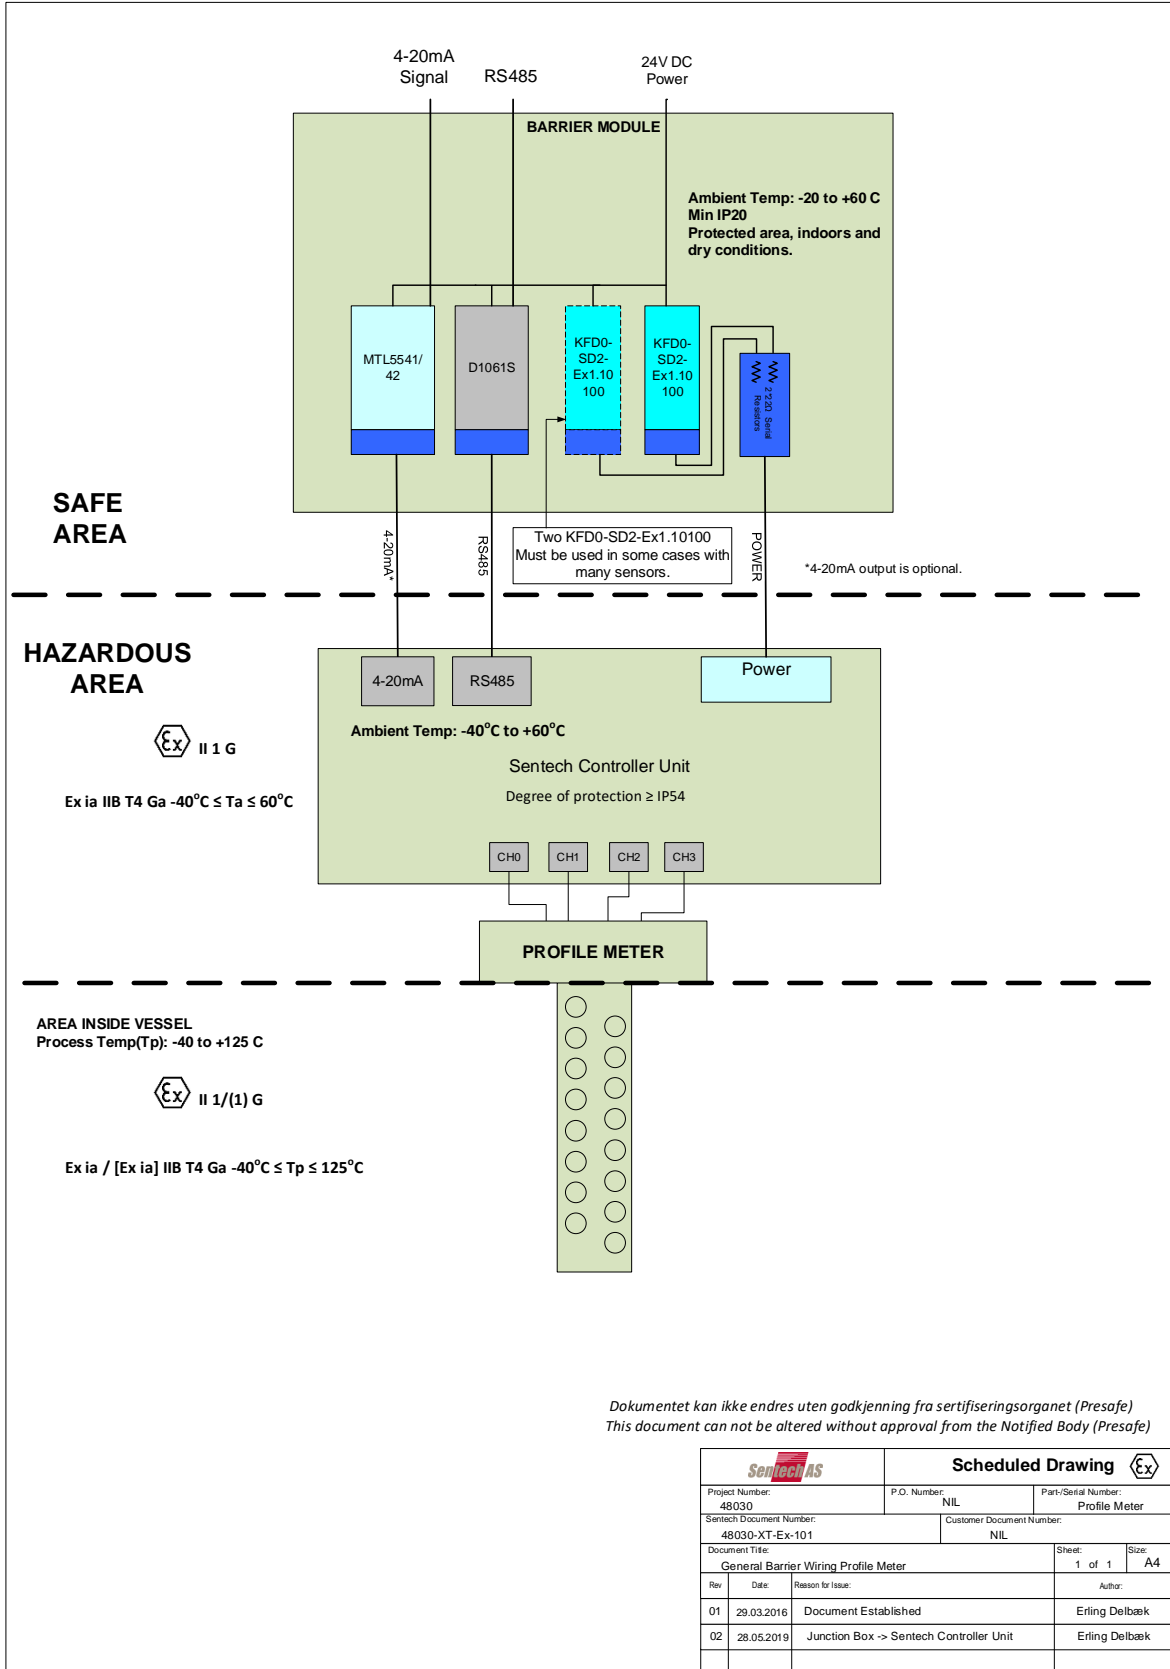 4-20mA
Signal
RS485
24V DC
Power
BARRIER MODULE
Ambient Temp: -20 to +60 C
Min IP20
Protected area, indoors and
dry conditions.
MTL5541/
42
D1061S
KFD0-
SD2-
Ex1.10
100
KFD0-
SD2-
Ex1.10
100
2*22Ω Serial
Resistors
SAFE
AREA
4-20mA*
RS485
Two KFD0-SD2-Ex1.10100
Must be used in some cases with
many sensors.
POWER
*4-20mA output is optional.
HAZARDOUS
AREA
4-20mA
RS485
Power
Ambient Temp: -40°C to +60°C
Ex II 1 G
Sentech Controller Unit
Ex ia IIB T4 Ga -40°C ≤ Ta ≤ 60°C
Degree of protection ≥ IP54
CH0
CH1
CH2
CH3
PROFILE METER
AREA INSIDE VESSEL
Process Temp(Tp): -40 to +125 C
Ex II 1/(1) G
Ex ia / [Ex ia] IIB T4 Ga -40°C ≤ Tp ≤ 125°C
Dokumentet kan ikke endres uten godkjenning fra sertifiseringsorganet (Presafe)
This document can not be altered without approval from the Notified Body (Presafe)
Sentech AS
Scheduled Drawing Ex
Project Number:
48030
P.O. Number:
NIL
Part-/Serial Number:
Profile Meter
Sentech Document Number:
48030-XT-Ex-101
Customer Document Number:
NIL
Document Title:
General Barrier Wiring Profile Meter
Sheet:
1 of 1
Size:
A4
Rev
Date:
Reason for Issue:
Author:
01 29.03.2016 Document Established Erling Delbæk
02 28.05.2019 Junction Box -> Sentech Controller Unit Erling Delbæk